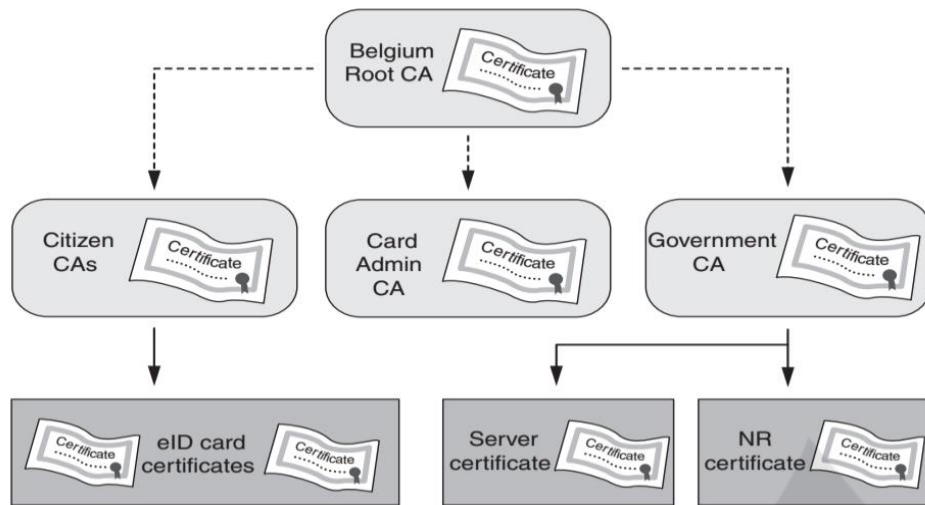 Belgium
Root CA
Certificate
Citizen
CAs
Certificate
Card
Admin
CA
Certificate
Government
CA
Certificate
Certificate
eID card
certificates
Certificate
Server
certificate
Certificate
NR
certificate
Certificate